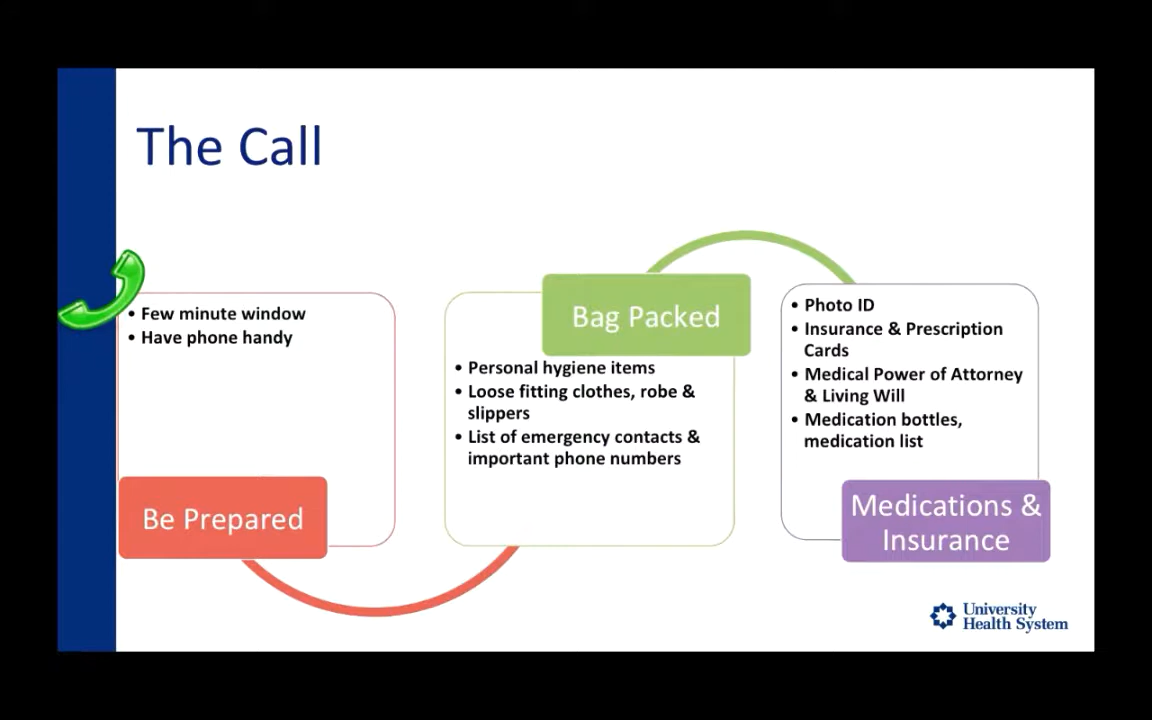 The Call
• Few minute window
• Have phone handy
Be Prepared
Bag Packed
• Personal hygiene items
• Loose fitting clothes, robe &
slippers
• List of emergency contacts &
important phone numbers
• Photo ID
• Insurance & Prescription
Cards
• Medical Power of Attorney
& Living Will
• Medication bottles,
medication list
Medications &
Insurance
University
Health System